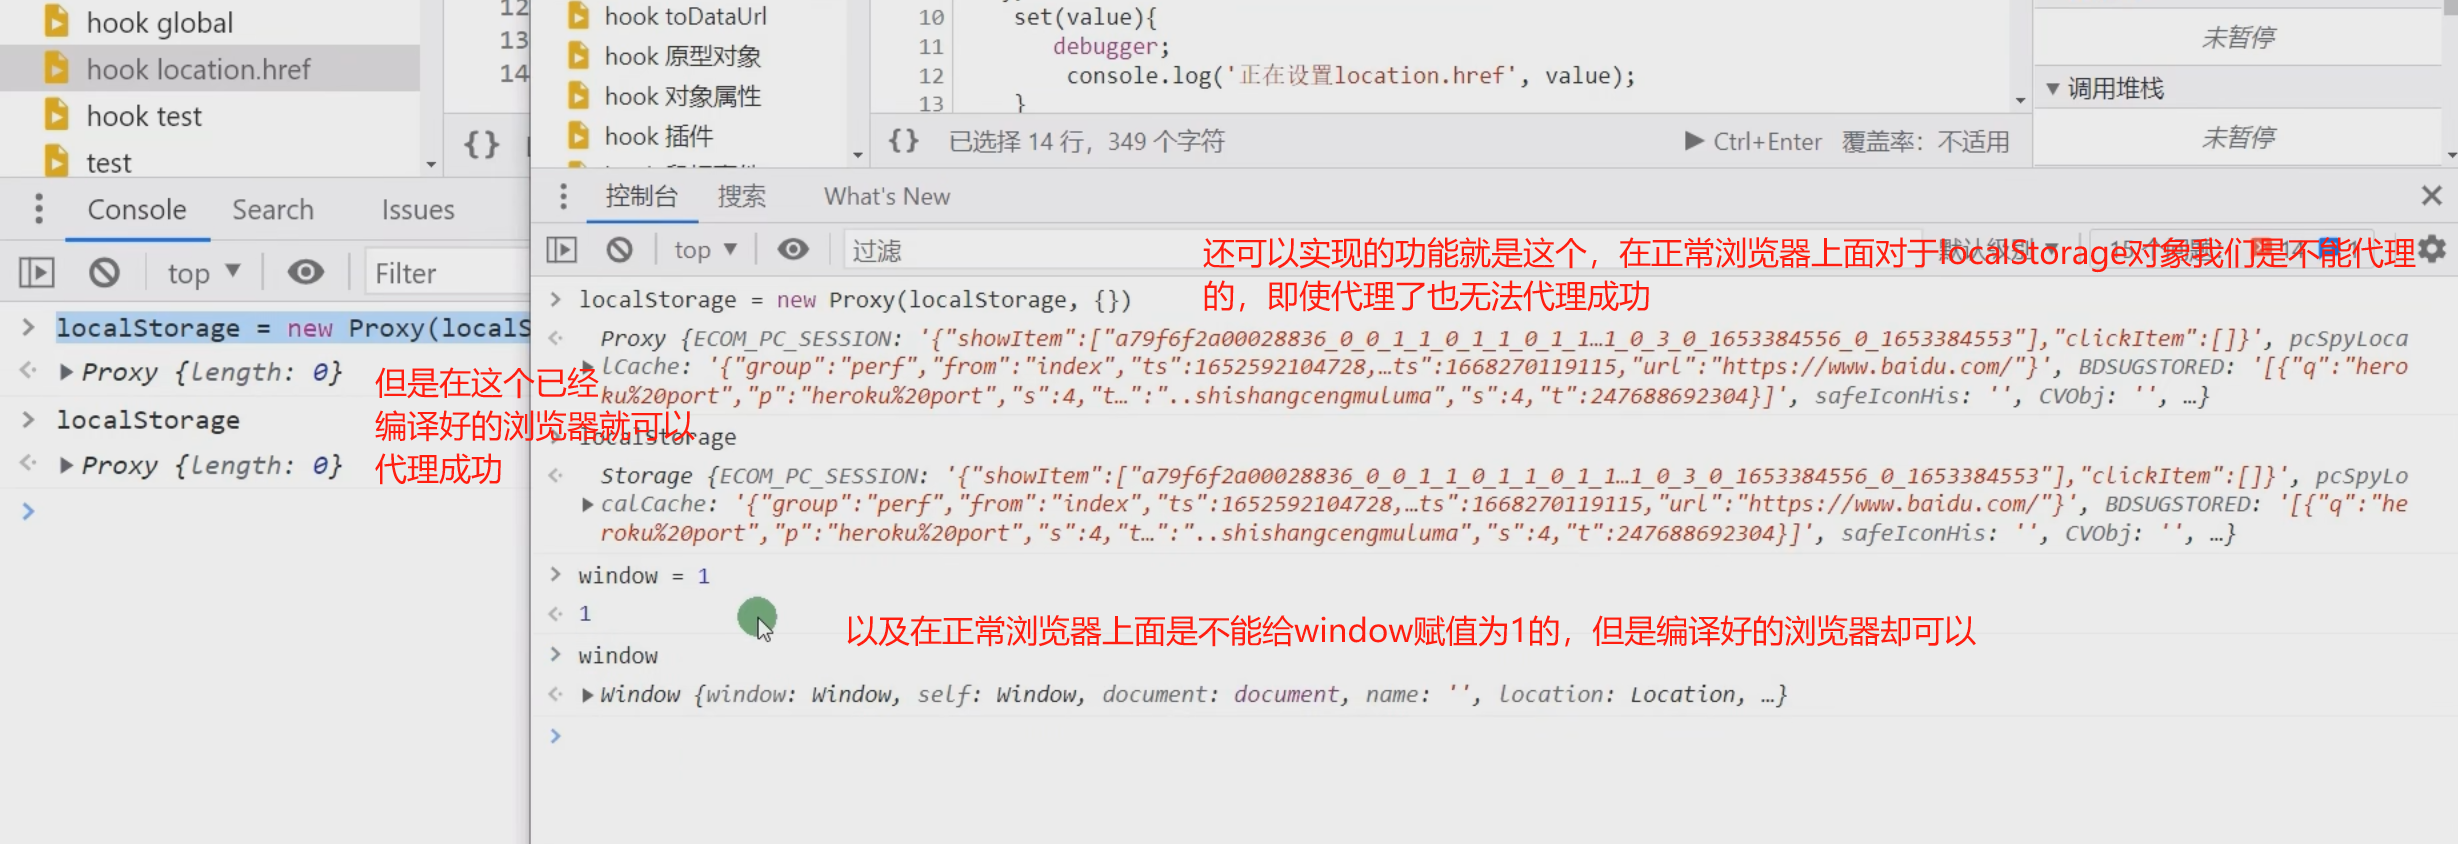 hook global
hook location.href
hook test
test
12
13
14
hook toDataUrl
hook 原型对象
hook 对象属性
hook 插件
10 set(value){
11 debugger;
12 console.log('正在设置location.href', value);
13 }
{} 已选择 14 行，349 个字符 Ctrl+Enter 覆盖率：不适用
未暂停
调用堆栈
未暂停
Console Search Issues
top Filter
localStorage = new Proxy(localS
Proxy {length: 0}
localStorage
Proxy {length: 0}
但是在这个已经
编译好的浏览器就可以
代理成功
控制台 搜索 What's New
top 过滤 默认级别
还可以实现的功能就是这个，在正常浏览器上面对于localStorage对象我们是不能代理
的，即使代理了也无法代理成功
localStorage = new Proxy(localStorage, {})
Proxy {ECOM_PC_SESSION: '{"showItem":["a79f6f2a00028836_0_0_1_1_0_1_1_0_1_1…1_0_3_0_1653384556_0_1653384553"],"clickItem":[]}', pcSpyLoca
lCache: '{"group":"perf","from":"index","ts":1652592104728,…ts":1668270119115,"url":"https://www.baidu.com/"}', BDSUGSTORED: '[{"q":"hero
ku%20port","p":"heroku%20port","s":4,"t…":"..shishangcengmuluma","s":4,"t":247688692304}]', safeIconHis: '', CVObj: '', …}
localStorage
Storage {ECOM_PC_SESSION: '{"showItem":["a79f6f2a00028836_0_0_1_1_0_1_1_0_1_1…1_0_3_0_1653384556_0_1653384553"],"clickItem":[]}', pcSpyLo
calCache: '{"group":"perf","from":"index","ts":1652592104728,…ts":1668270119115,"url":"https://www.baidu.com/"}', BDSUGSTORED: '[{"q":"he
roku%20port","p":"heroku%20port","s":4,"t…":"..shishangcengmuluma","s":4,"t":247688692304}]', safeIconHis: '', CVObj: '', …}
window = 1
1
以及在正常浏览器上面是不能给window赋值为1的，但是编译好的浏览器却可以
window
Window {window: Window, self: Window, document: document, name: '', location: Location, …}